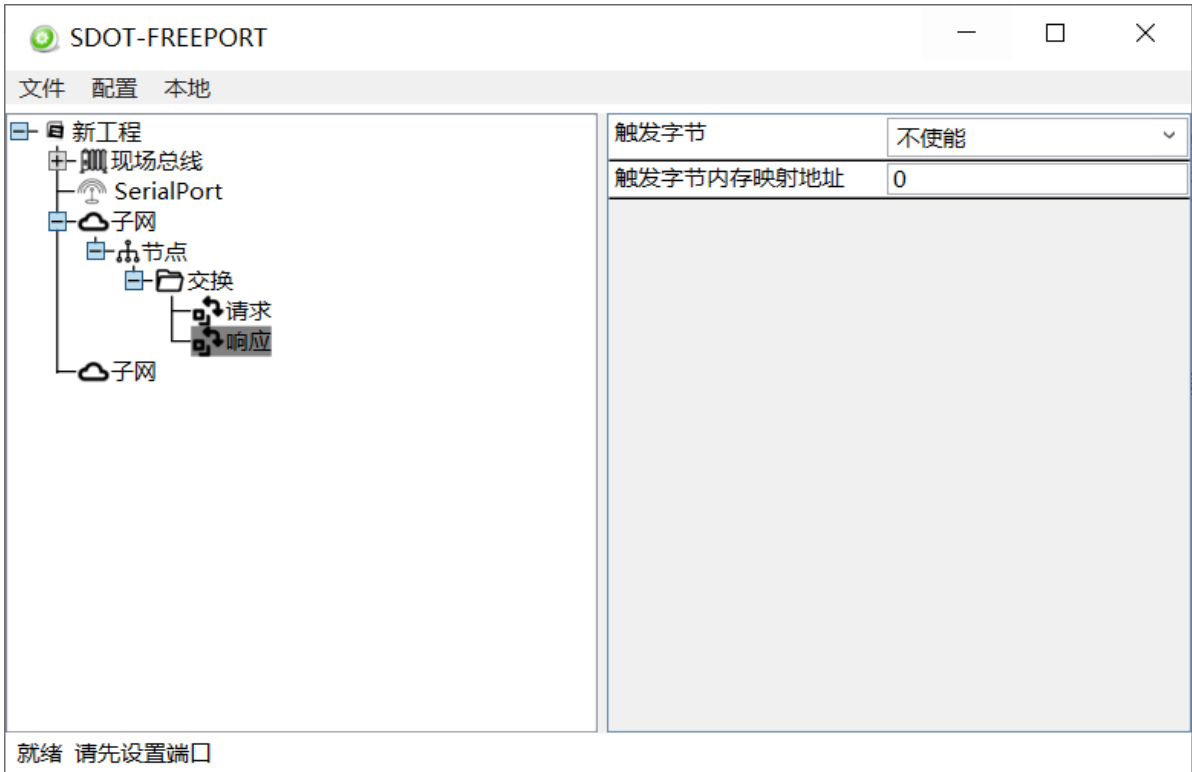 SDOT-FREEPORT
文件 配置 本地
新工程
现场总线
SerialPort
子网
节点
交换
请求
响应
子网
触发字节 不使能
触发字节内存映射地址 0
就绪 请先设置端口